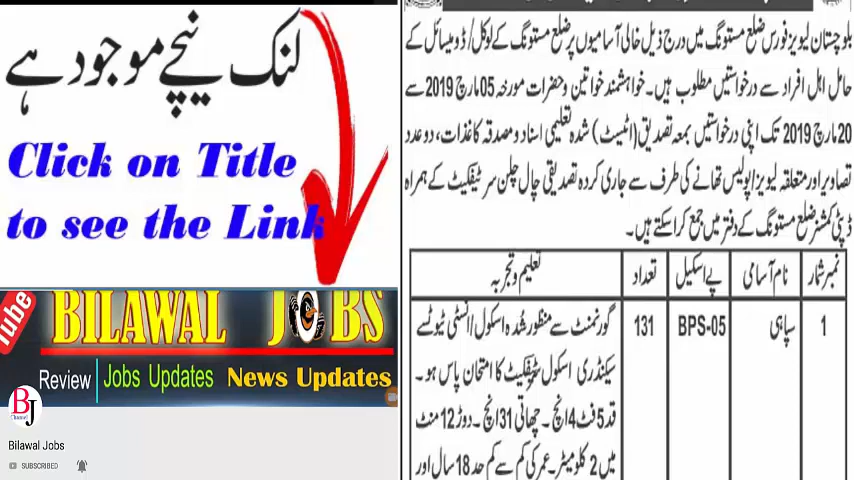 لنک نیچے موجود ہے
Click on Title
to see the Link
Tube
BILAWAL JOBS
Review | Jobs Updates News Updates
BJ
Channel
Bilawal Jobs
SUBSCRIBED
بلوچستان لیویز فورس ضلع مستونگ میں درج ذیل خالی آسامیوں پر ضلع مستونگ کے لوکل/ڈومیسائل کے
حامل اہل افراد سے درخواستیں مطلوب ہیں۔ خواہشمند خواتین و حضرات مورخہ 05 مارچ 2019 سے
20 مارچ 2019 تک اپنی درخواستیں بمعہ تصدیق (اٹیسٹ) شدہ تعلیمی اسناد و مصدقہ کاغذات، دو عدد
تصاویر اور متعلقہ لیویز/پولیس تھانے کی طرف سے جاری کردہ تصدیقی چال چلن سرٹیفکیٹ کے ہمراہ
ڈپٹی کمشنر ضلع مستونگ کے دفتر میں جمع کرا سکتے ہیں۔
نمبر شمار نام آسامی پے اسکیل تعداد تعلیم و تجربہ
1 سپاہی BPS-05 131 گورنمنٹ سے منظور شدہ اسکول/انسٹی ٹیوٹ سے
سیکنڈری اسکول سرٹیفکیٹ کا امتحان پاس ہو۔
قد 5 فٹ 4 انچ۔ چھاتی 31 انچ۔ دوڑ 12 منٹ
میں 2 کلومیٹر۔ عمر کی کم سے کم حد 18 سال اور